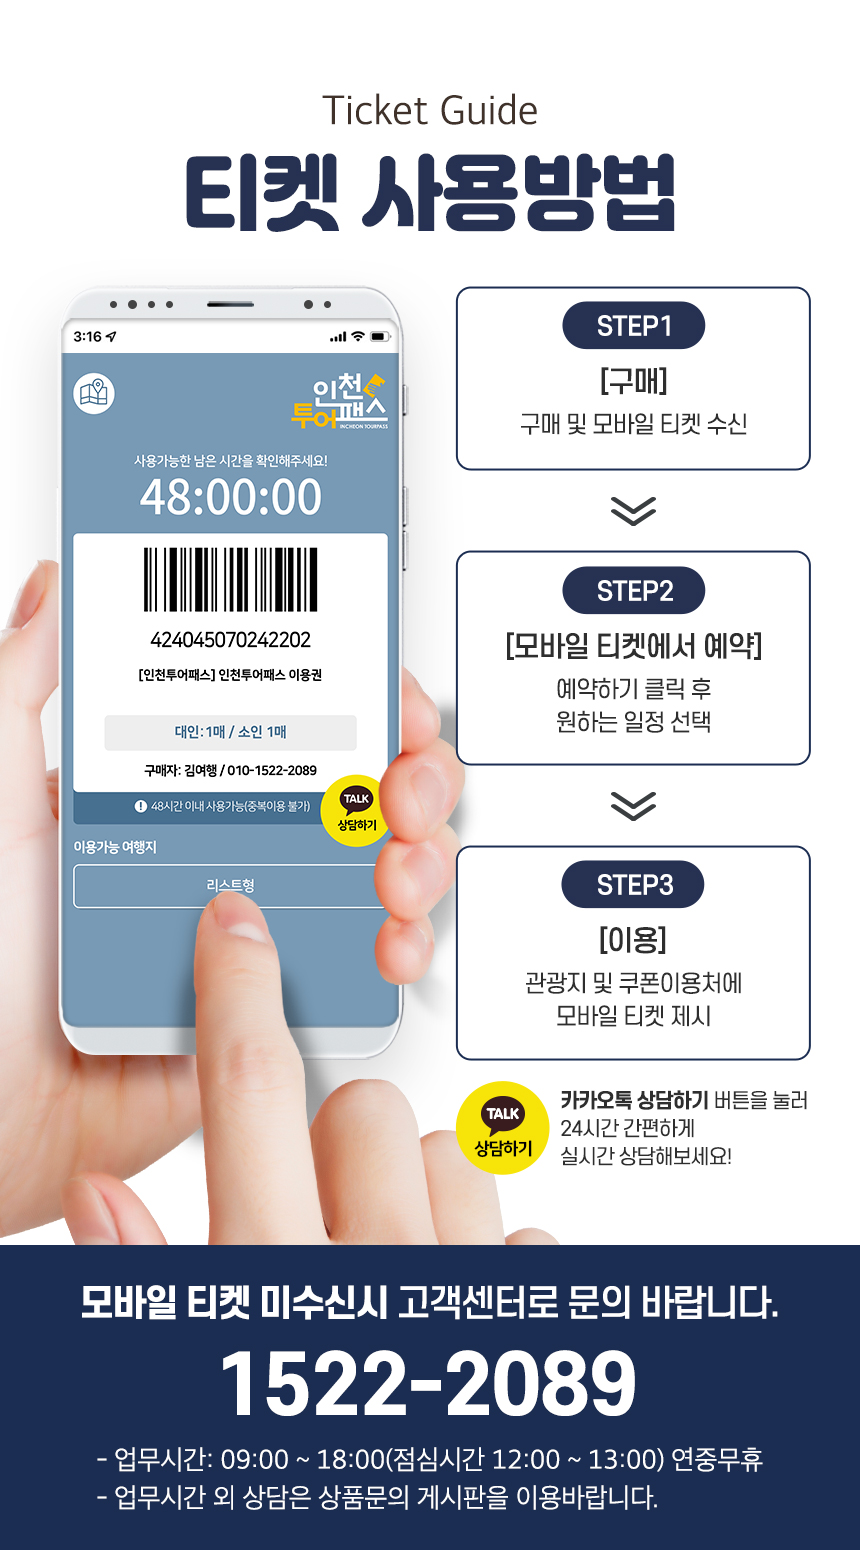 Ticket Guide
티켓 사용방법
3:16
인천
투어패스
INCHEON TOURPASS
사용가능한 남은 시간을 확인해주세요!
48:00:00
424045070242202
[인천투어패스] 인천투어패스 이용권
대인:1매 / 소인 1매
구매자: 김여행 / 010-1522-2089
! 48시간 이내 사용가능(중복이용 불가)
TALK
상담하기
이용가능 여행지
리스트형
STEP1
[구매]
구매 및 모바일 티켓 수신
STEP2
[모바일 티켓에서 예약]
예약하기 클릭 후
원하는 일정 선택
STEP3
[이용]
관광지 및 쿠폰이용처에
모바일 티켓 제시
TALK
상담하기
카카오톡 상담하기 버튼을 눌러
24시간 간편하게
실시간 상담해보세요!
모바일 티켓 미수신시 고객센터로 문의 바랍니다.
1522-2089
- 업무시간: 09:00 ~ 18:00(점심시간 12:00 ~ 13:00) 연중무휴
- 업무시간 외 상담은 상품문의 게시판을 이용바랍니다.